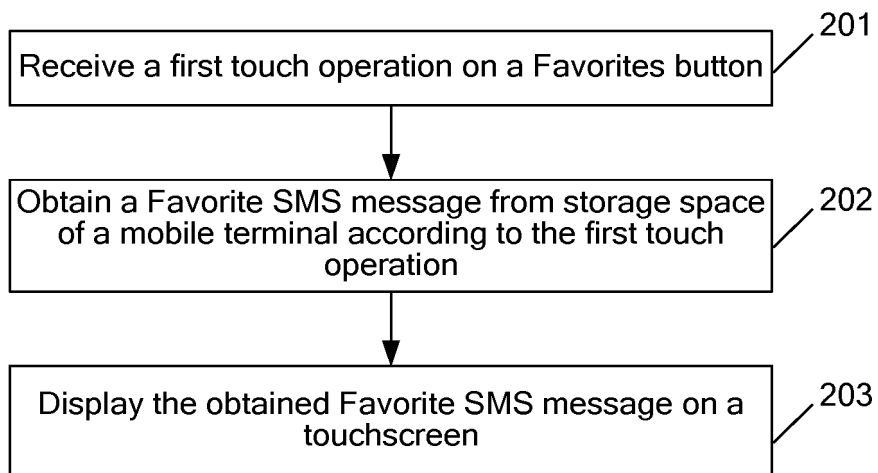 201
Receive a first touch operation on a Favorites button
202
Obtain a Favorite SMS message from storage space
of a mobile terminal according to the first touch
operation
203
Display the obtained Favorite SMS message on a
touchscreen